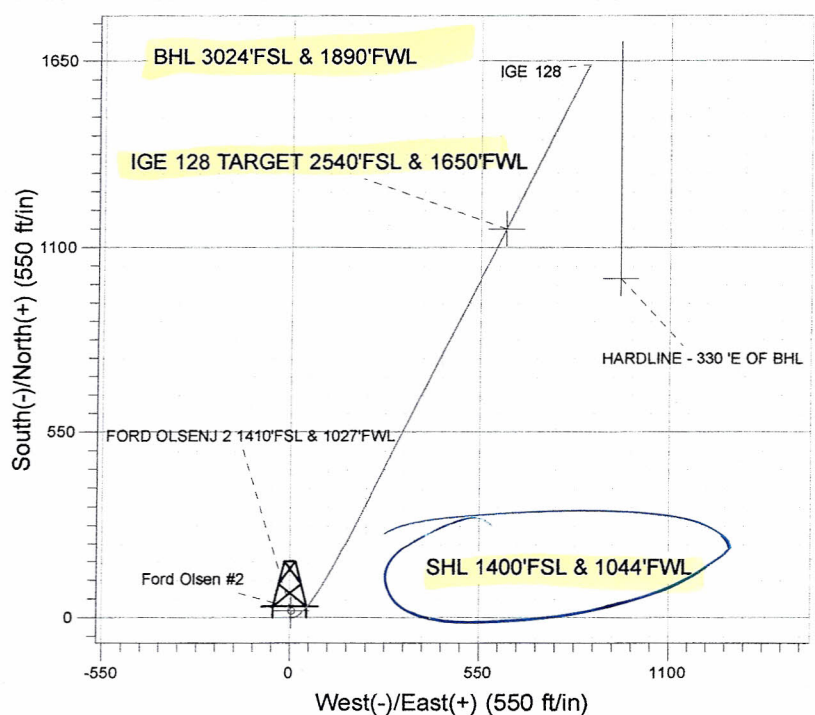 BHL 3024'FSL & 1890'FWL
IGE 128
IGE 128 TARGET 2540'FSL & 1650'FWL
HARDLINE - 330 'E OF BHL
FORD OLSENJ 2 1410'FSL & 1027'FWL
Ford Olsen #2
SHL 1400'FSL & 1044'FWL
South(-)/North(+) (550 ft/in)
1650
1100
550
0
-550
0
550
1100
West(-)/East(+) (550 ft/in)